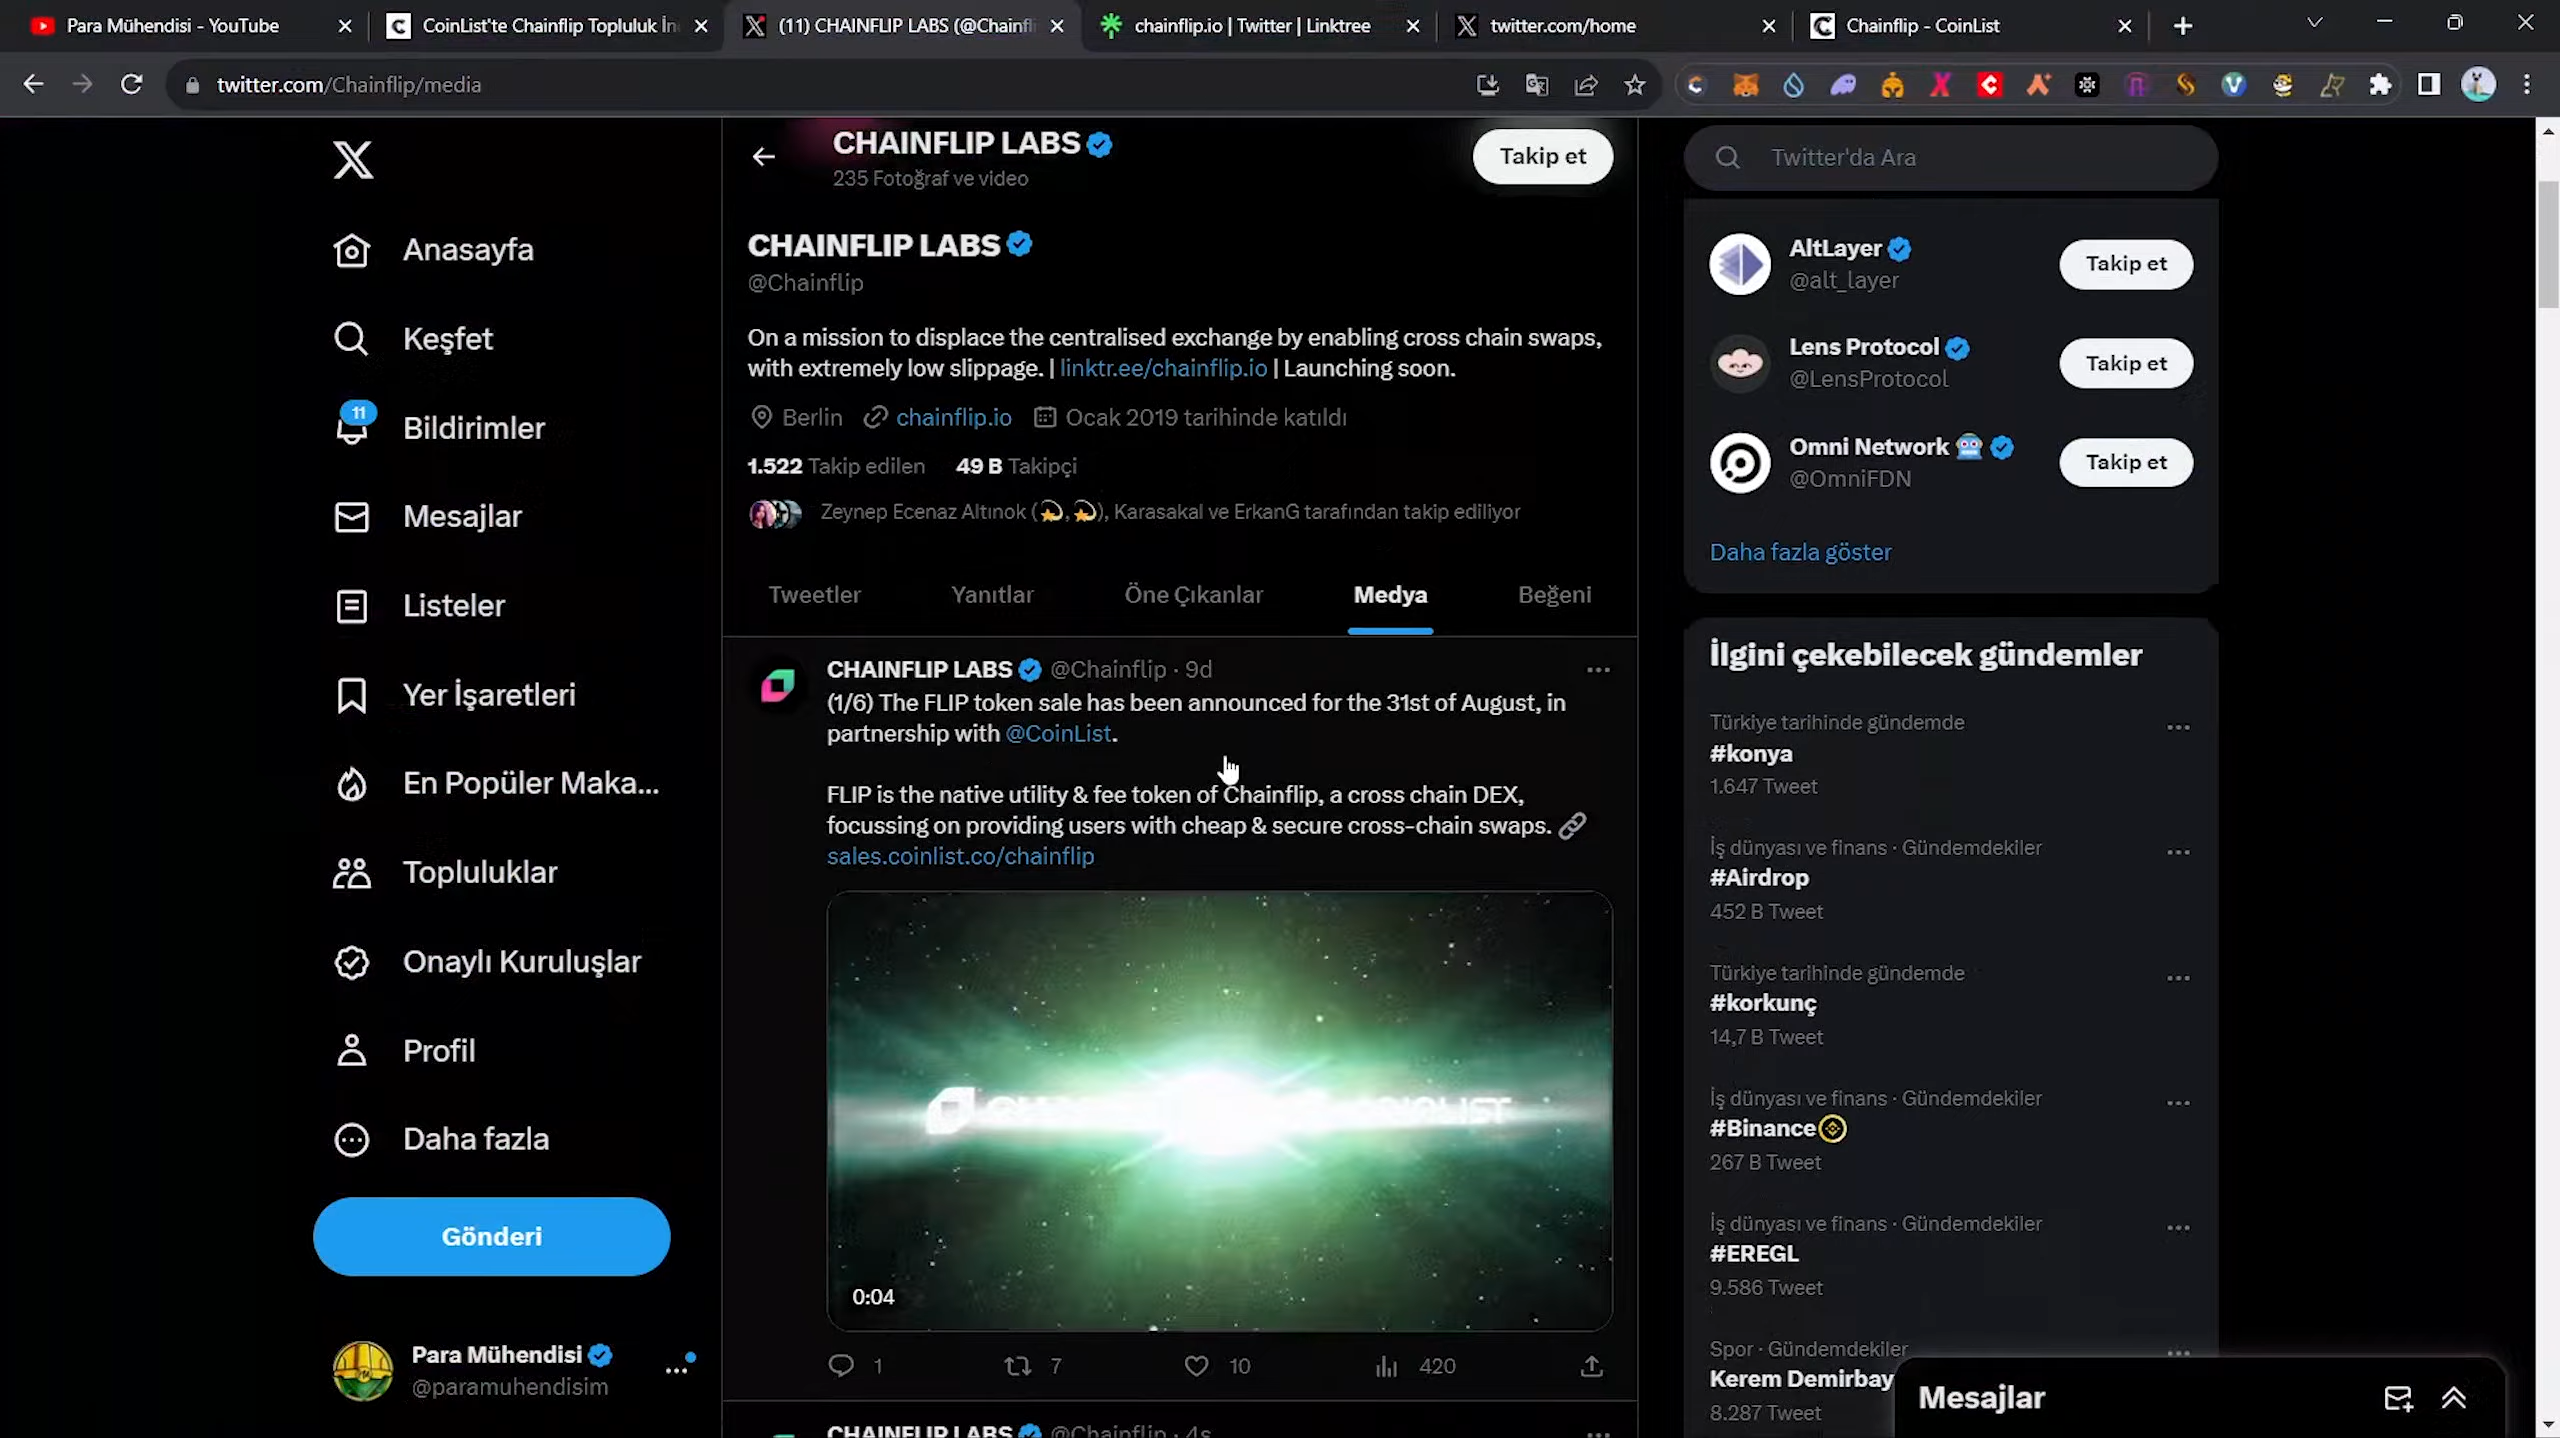 Para Mühendisi - YouTube
CoinList'te Chainflip Topluluk İn
(11) CHAINFLIP LABS (@Chainfli
chainflip.io | Twitter | Linktree
twitter.com/home
Chainflip - CoinList
twitter.com/Chainflip/media
Anasayfa
Keşfet
11
Bildirimler
Mesajlar
Listeler
Yer İşaretleri
En Popüler Maka...
Topluluklar
Onaylı Kuruluşlar
Profil
Daha fazla
Gönderi
Para Mühendisi
@paramuhendisim
CHAINFLIP LABS
235 Fotoğraf ve video
Takip et
CHAINFLIP LABS
@Chainflip
On a mission to displace the centralised exchange by enabling cross chain swaps,
with extremely low slippage. | linktr.ee/chainflip.io | Launching soon.
Berlin chainflip.io Ocak 2019 tarihinde katıldı
1.522 Takip edilen 49 B Takipçi
Zeynep Ecenaz Altınok (💫,💫), Karasakal ve ErkanG tarafından takip ediliyor
Tweetler Yanıtlar Öne Çıkanlar Medya Beğeni
CHAINFLIP LABS @Chainflip · 9d
(1/6) The FLIP token sale has been announced for the 31st of August, in
partnership with @CoinList.
FLIP is the native utility & fee token of Chainflip, a cross chain DEX,
focussing on providing users with cheap & secure cross-chain swaps. 🔗
sales.coinlist.co/chainflip
0:04
1 7 10 420
CHAINFLIP LABS @Chainflip · 4s
Twitter'da Ara
AltLayer
@alt_layer
Takip et
Lens Protocol
@LensProtocol
Takip et
Omni Network 🤖
@OmniFDN
Takip et
Daha fazla göster
İlgini çekebilecek gündemler
Türkiye tarihinde gündemde
#konya
1.647 Tweet
İş dünyası ve finans · Gündemdekiler
#Airdrop
452 B Tweet
Türkiye tarihinde gündemde
#korkunç
14,7 B Tweet
İş dünyası ve finans · Gündemdekiler
#Binance
267 B Tweet
İş dünyası ve finans · Gündemdekiler
#EREGL
9.586 Tweet
Spor · Gündemdekiler
Kerem Demirbay
8.287 Tweet
Mesajlar